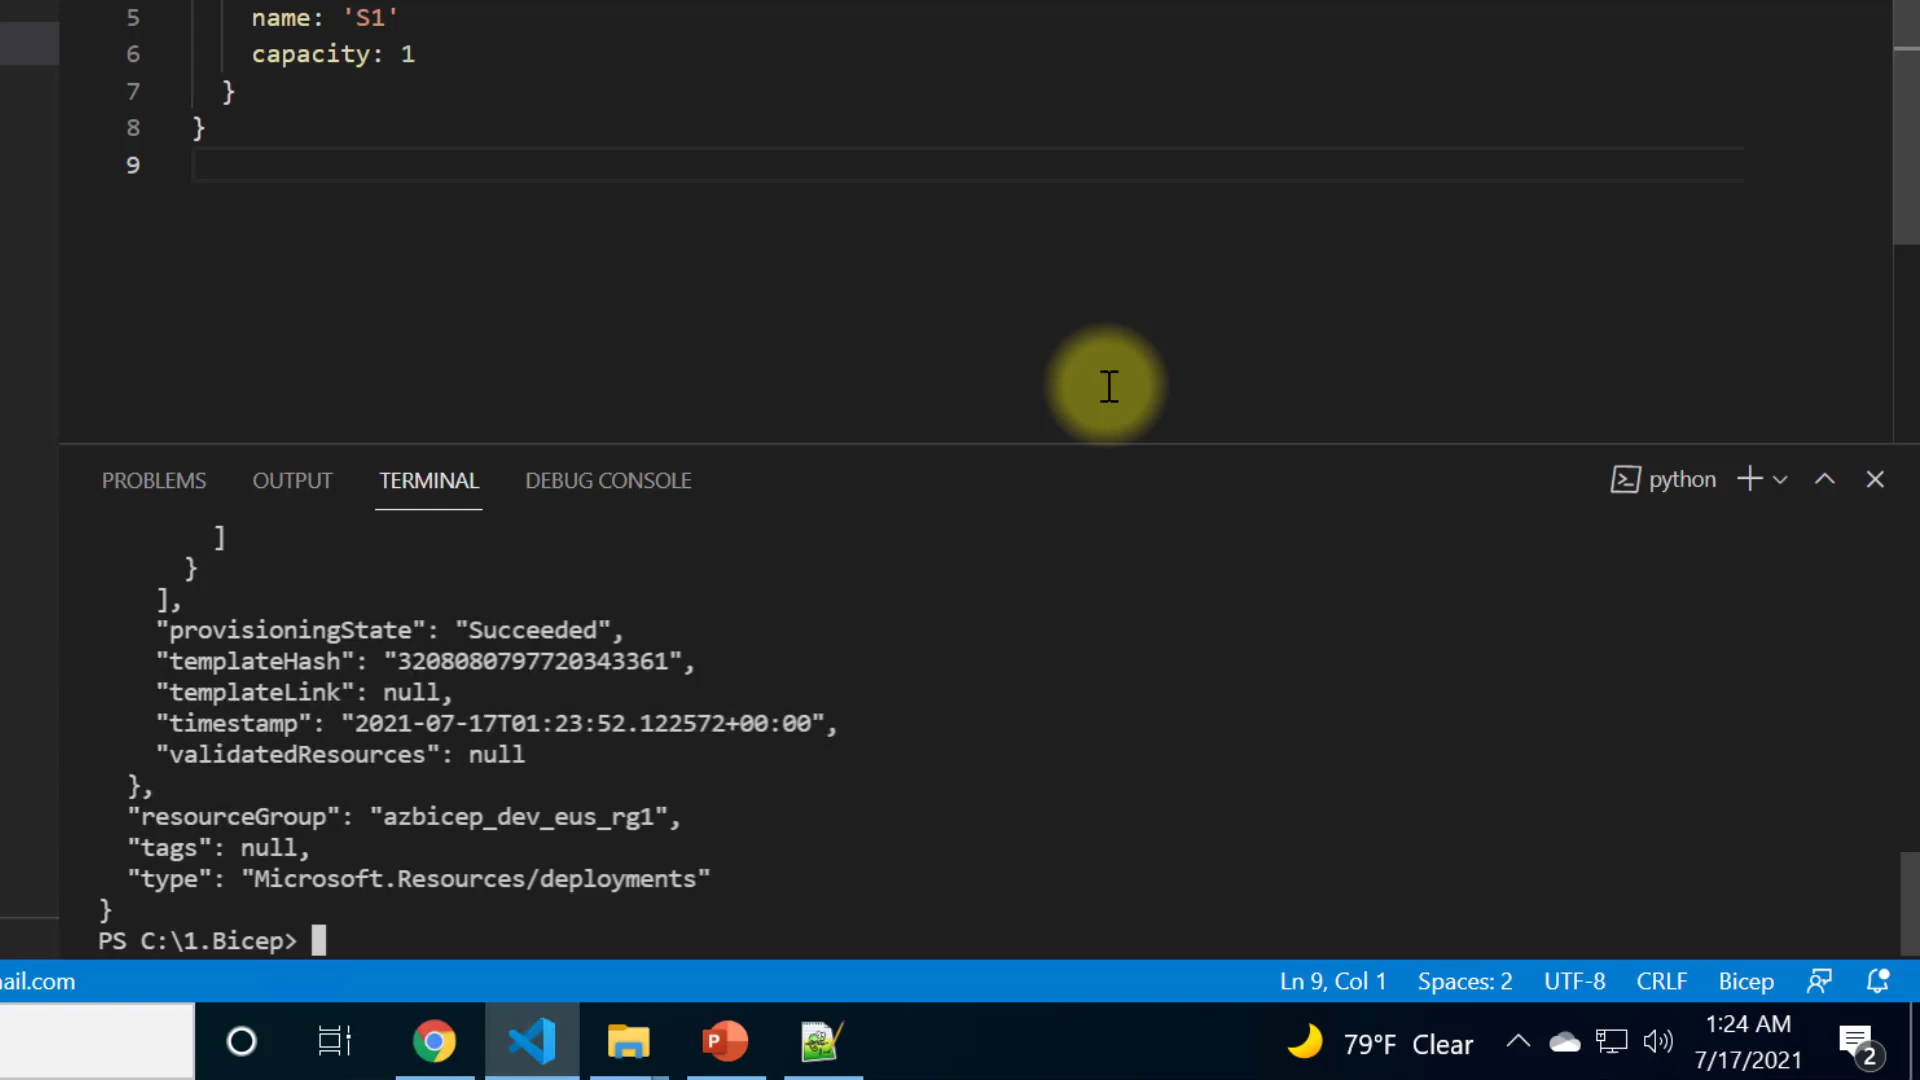 5 name: 'S1'
6 capacity: 1
7 }
8 }
9
PROBLEMS OUTPUT TERMINAL DEBUG CONSOLE python
]
}
],
"provisioningState": "Succeeded",
"templateHash": "3208080797720343361",
"templateLink": null,
"timestamp": "2021-07-17T01:23:52.122572+00:00",
"validatedResources": null
},
"resourceGroup": "azbicep_dev_eus_rg1",
"tags": null,
"type": "Microsoft.Resources/deployments"
}
PS C:\1.Bicep>
ail.com Ln 9, Col 1 Spaces: 2 UTF-8 CRLF Bicep
P 79°F Clear 1:24 AM
7/17/2021 2